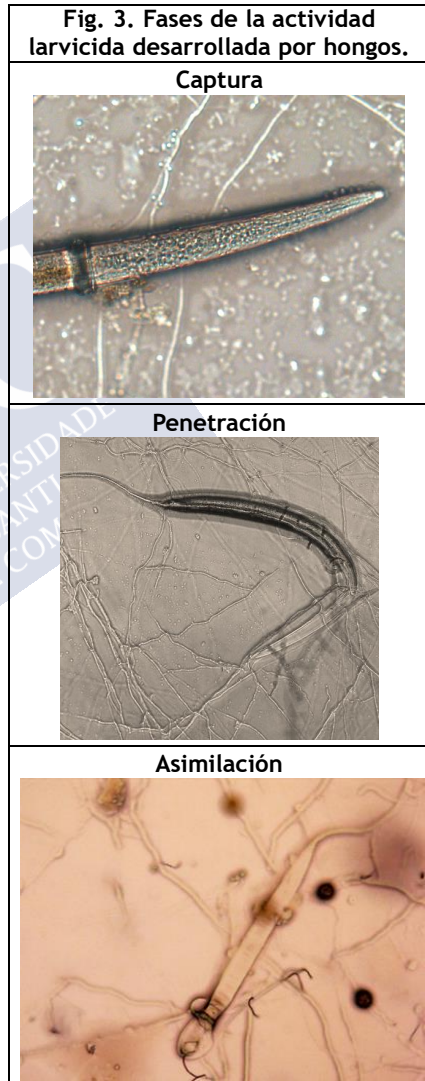 Fig. 3. Fases de la actividad
larvicida desarrollada por hongos.
Captura
Penetración
Asimilación